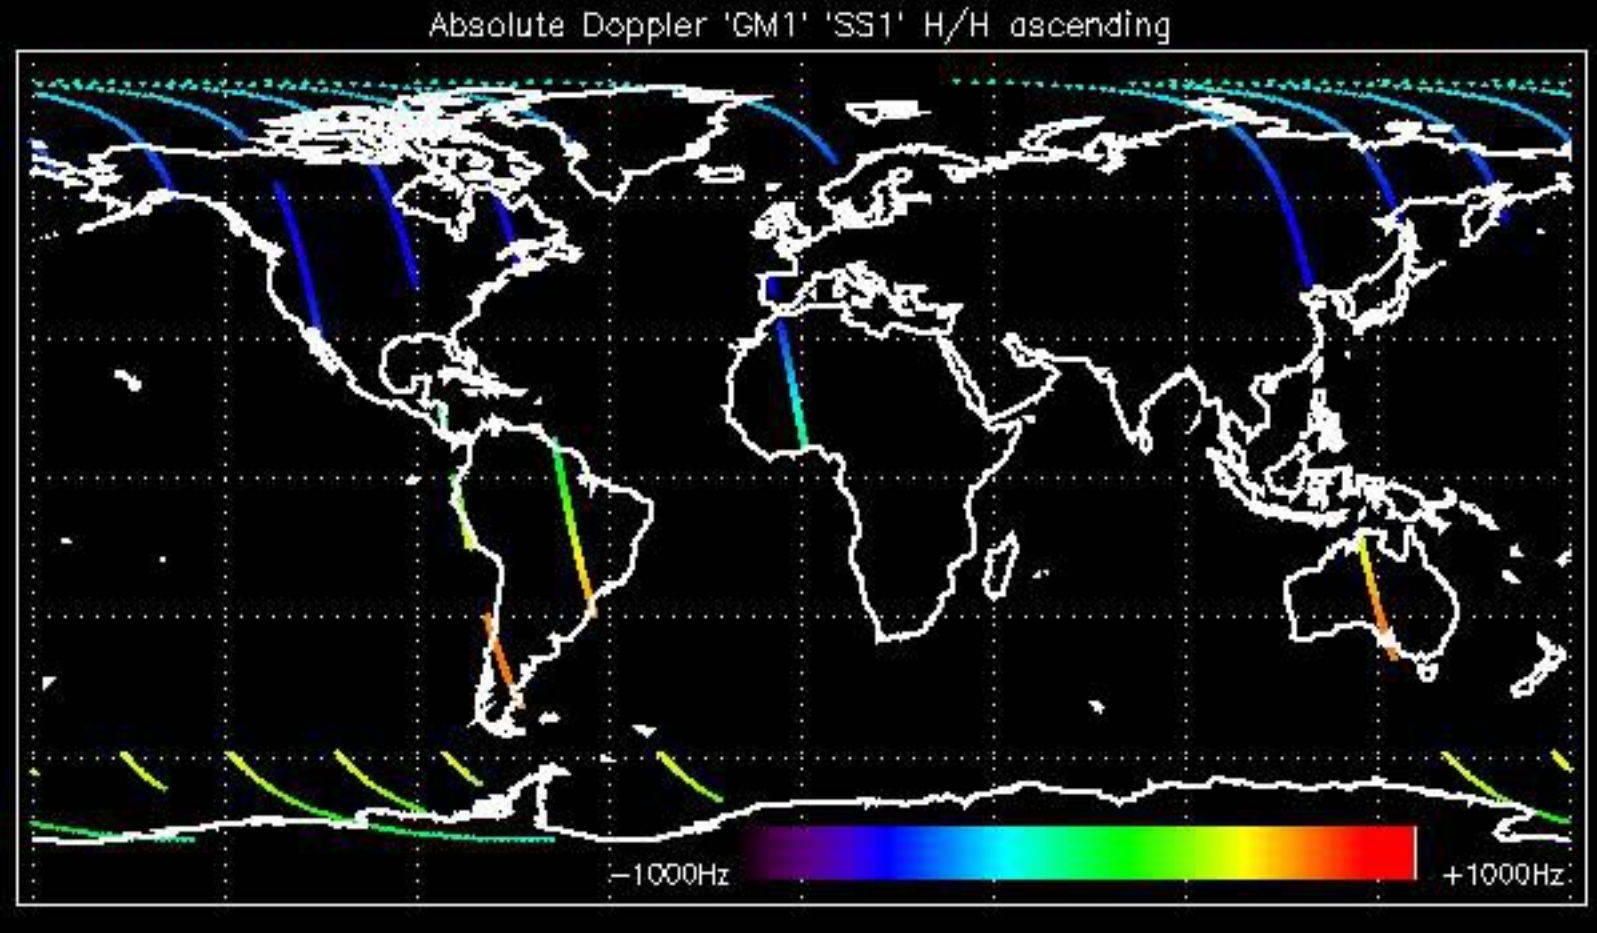 Absolute Doppler 'GM1' 'SS1' H/H ascending
−1000Hz
+1000Hz